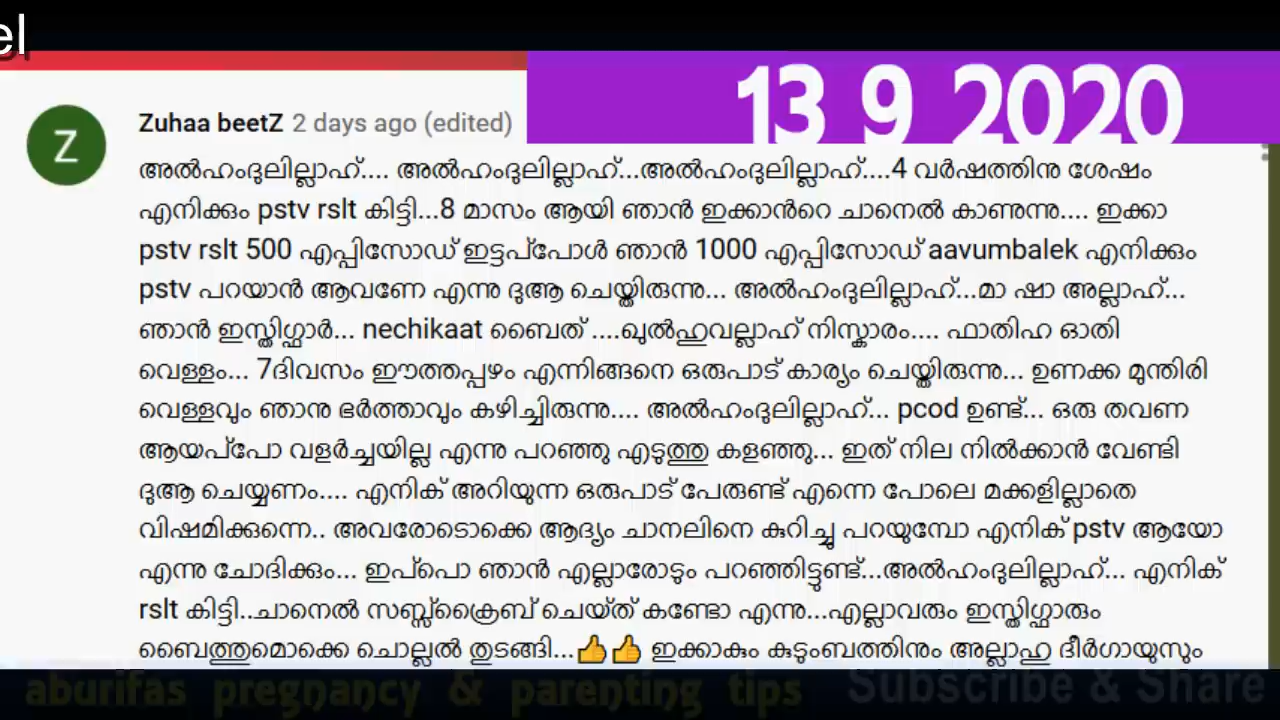 el
13 9 2020
Z
Zuhaa beetZ 2 days ago (edited)
അൽഹംദുലില്ലാഹ്.... അൽഹംദുലില്ലാഹ്...അൽഹംദുലില്ലാഹ്....4 വർഷത്തിനു ശേഷം
എനിക്കും pstv rslt കിട്ടി...8 മാസം ആയി ഞാൻ ഇക്കാൻറെ ചാനെൽ കാണുന്നു.... ഇക്കാ
pstv rslt 500 എപ്പിസോഡ് ഇട്ടപ്പോൾ ഞാൻ 1000 എപ്പിസോഡ് aavumbalek എനിക്കും
pstv പറയാൻ ആവണേ എന്നു ദുആ ചെയ്തിരുന്നു... അൽഹംദുലില്ലാഹ്...മാ ഷാ അല്ലാഹ്...
ഞാൻ ഇസ്തിഗ്ഫാർ... nechikaat ബൈത് ....ഖുൽഹുവല്ലാഹ് നിസ്കാരം.... ഫാതിഹ ഓതി
വെള്ളം... 7ദിവസം ഈത്തപ്പഴം എന്നിങ്ങനെ ഒരുപാട് കാര്യം ചെയ്തിരുന്നു... ഉണക്ക മുന്തിരി
വെള്ളവും ഞാനു ഭർത്താവും കഴിച്ചിരുന്നു.... അൽഹംദുലില്ലാഹ്... pcod ഉണ്ട്... ഒരു തവണ
ആയപ്പോ വളർച്ചയില്ല എന്നു പറഞ്ഞു എടുത്തു കളഞ്ഞു... ഇത് നില നിൽക്കാൻ വേണ്ടി
ദുആ ചെയ്യണം.... എനിക് അറിയുന്ന ഒരുപാട് പേരുണ്ട് എന്നെ പോലെ മക്കളില്ലാതെ
വിഷമിക്കുന്നെ.. അവരോടൊക്കെ ആദ്യം ചാനലിനെ കുറിച്ചു പറയുമ്പോ എനിക് pstv ആയോ
എന്നു ചോദിക്കും... ഇപ്പൊ ഞാൻ എല്ലാരോടും പറഞ്ഞിട്ടുണ്ട്...അൽഹംദുലില്ലാഹ്... എനിക്
rslt കിട്ടി..ചാനെൽ സബ്സ്ക്രൈബ് ചെയ്ത് കണ്ടോ എന്നു...എല്ലാവരും ഇസ്തിഗ്ഫാരും
ബൈത്തുമൊക്കെ ചൊല്ലൽ തുടങ്ങി...👍👍 ഇക്കാകും കുടുംബത്തിനും അല്ലാഹു ദീർഗായുസും
aburifas pregnancy & parenting tips Subscribe & Share